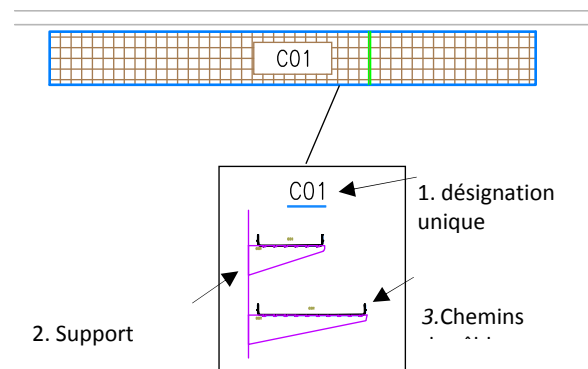 C01
C01
1. désignation
unique
2. Support
3.Chemins